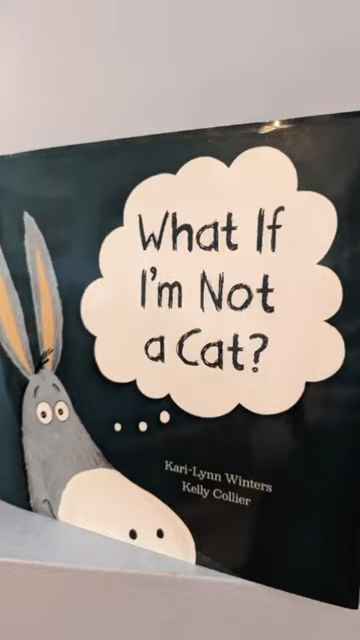 What If
I'm Not
a Cat?
Kari-Lynn Winters
Kelly Collier